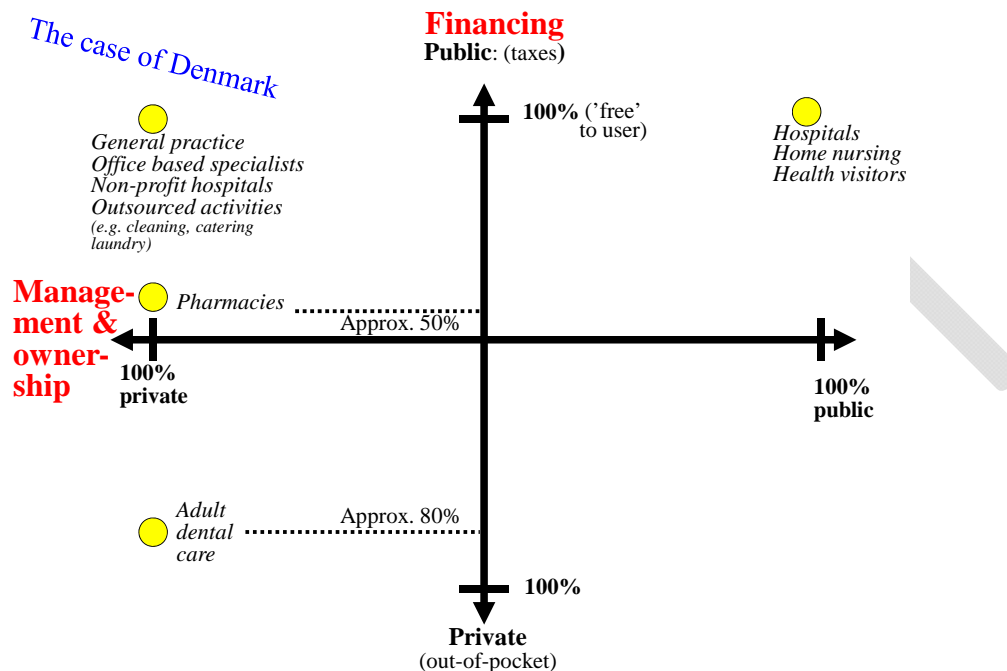 The case of Denmark
Financing
Public: (taxes)
100% ('free'
to user)
General practice
Office based specialists
Non-profit hospitals
Outsourced activities
(e.g. cleaning, catering
laundry)
Hospitals
Home nursing
Health visitors
Manage-
ment &
owner-
ship
Pharmacies
Approx. 50%
100%
private
100%
public
Adult
dental
care
Approx. 80%
100%
Private
(out-of-pocket)